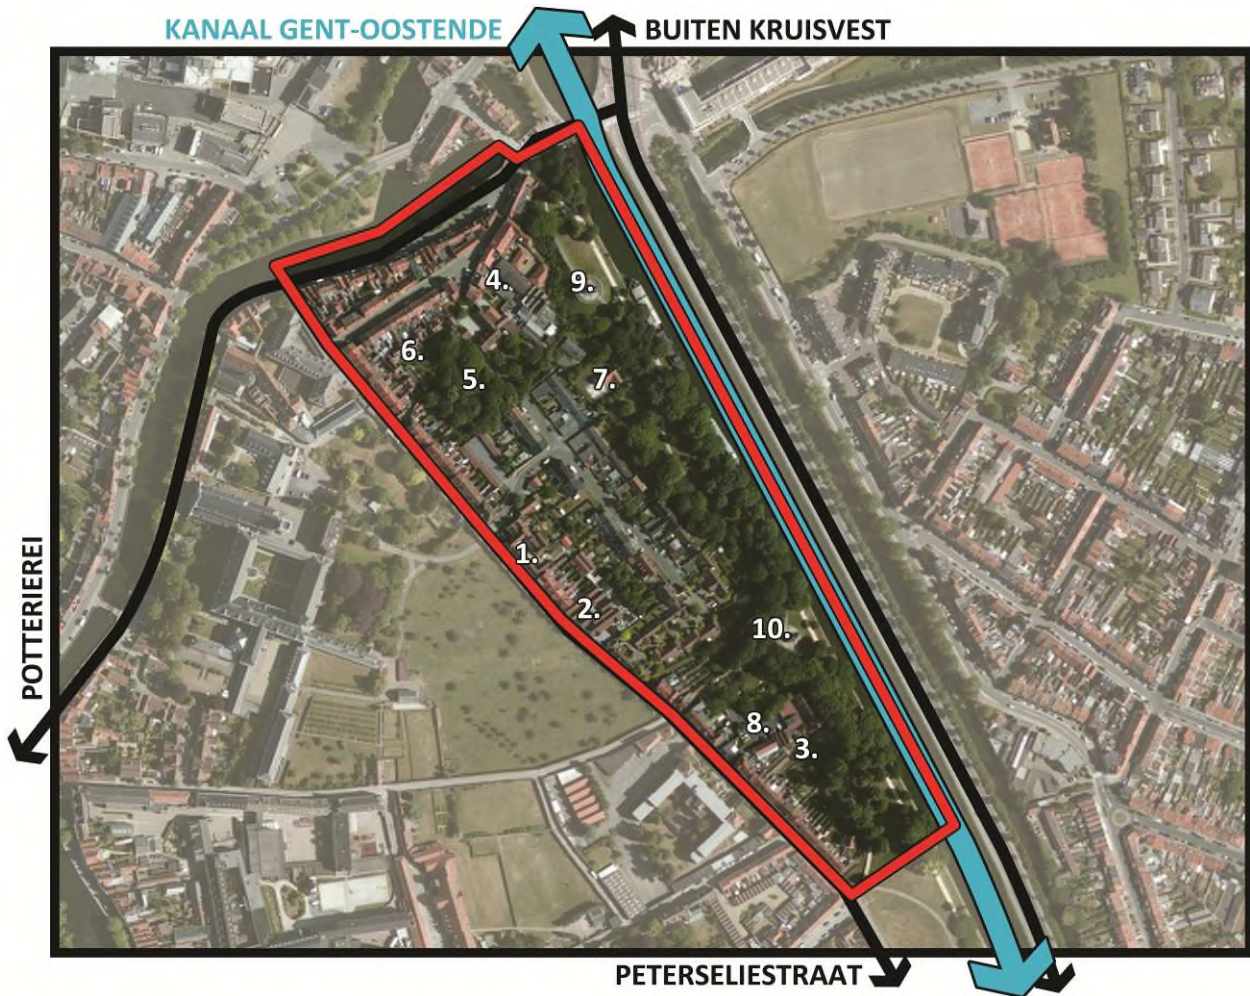 KANAAL GENT-OOSTENDE
BUITEN KRUISVEST
4.
9.
6.
5.
7.
1.
2.
10.
8.
3.
POTTERIEREI
PETERSELIESTRAAT